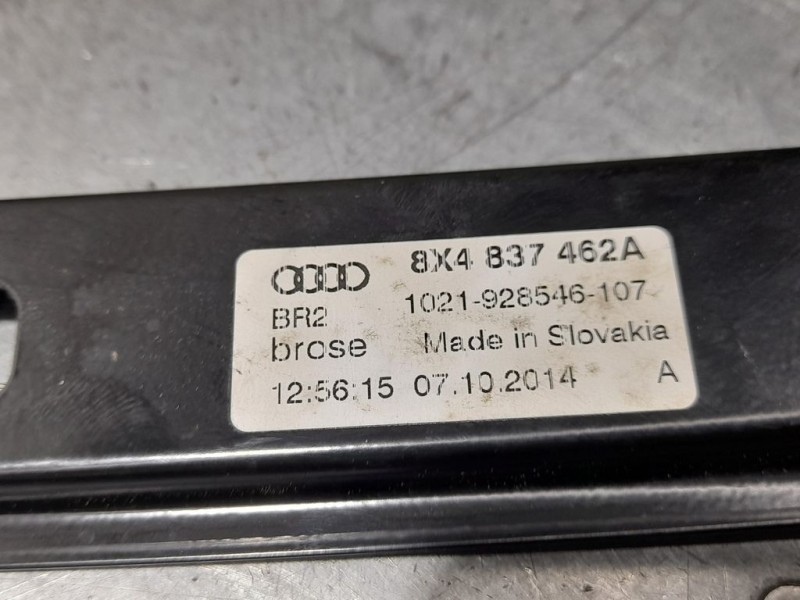 8X4 837 462A
1021-928546-107
BR2
brose Made in Slovakia
12:56:15 07.10.2014 A